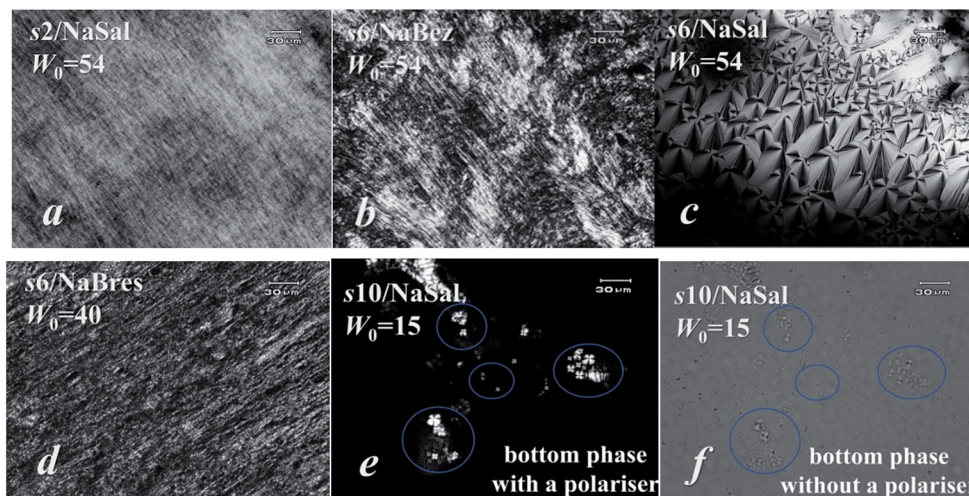 s2/NaSal
W₀=54
30 μm
a
s6/NaBez
W₀=54
30 μm
b
s6/NaSal
W₀=54
30 μm
c
s6/NaBres
W₀=40
30 μm
d
s10/NaSal
W₀=15
30 μm
e
bottom phase
with a polariser
s10/NaSal
W₀=15
30 μm
f
bottom phase
without a polarise